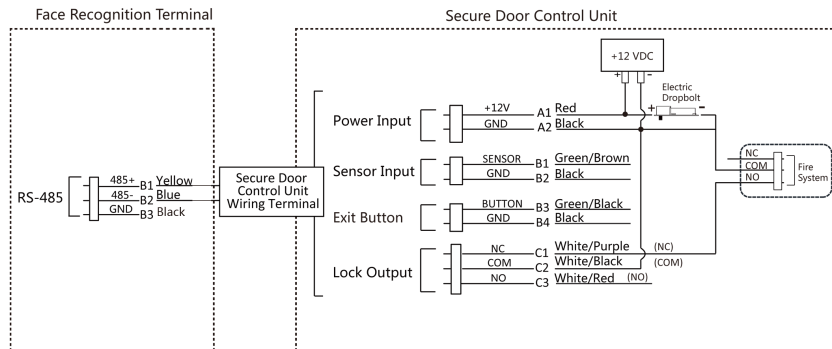 Face Recognition Terminal
Secure Door Control Unit
+12 VDC
+ -
Electric
Dropbolt
+ -
Power Input
+12V A1 Red
GND A2 Black
Sensor Input
SENSOR B1 Green/Brown
GND B2 Black
NC
COM
NO
Fire
System
RS-485
485+ B1 Yellow
485- B2 Blue
GND B3 Black
Secure Door
Control Unit
Wiring Terminal
Exit Button
BUTTON B3 Green/Black
GND B4 Black
Lock Output
NC C1 White/Purple (NC)
COM C2 White/Black (COM)
NO C3 White/Red (NO)